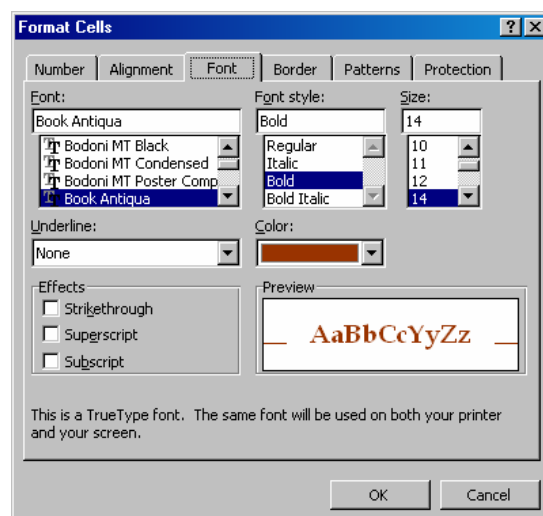 Format Cells
Number Alignment Font Border Patterns Protection
Font: Font style: Size:
Book Antiqua Bold 14
Bodoni MT Black Regular 10
Bodoni MT Condensed Italic 11
Bodoni MT Poster Comp Bold 12
Book Antiqua Bold Italic 14
Underline: Color:
None
Effects Preview
Strikethrough
Superscript AaBbCcYyZz
Subscript
This is a TrueType font. The same font will be used on both your printer
and your screen.
OK Cancel